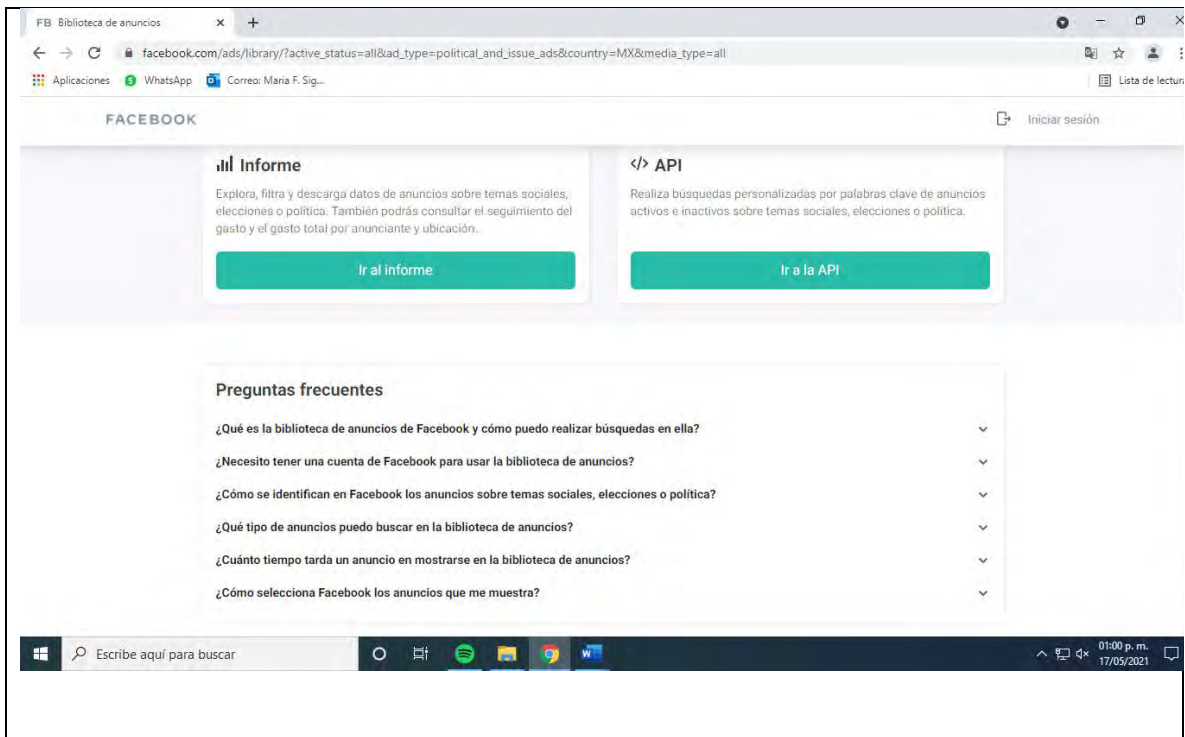 FB Biblioteca de anuncios
facebook.com/ads/library/?active_status=all&ad_type=political_and_issue_ads&country=MX&media_type=all
Aplicaciones WhatsApp Correo: Maria F. Sig...
Lista de lectura
FACEBOOK
Iniciar sesión
Informe
Explora, filtra y descarga datos de anuncios sobre temas sociales,
elecciones o política. También podrás consultar el seguimiento del
gasto y el gasto total por anunciante y ubicación.
Ir al informe
</> API
Realiza búsquedas personalizadas por palabras clave de anuncios
activos e inactivos sobre temas sociales, elecciones o política.
Ir a la API
Preguntas frecuentes
¿Qué es la biblioteca de anuncios de Facebook y cómo puedo realizar búsquedas en ella?
¿Necesito tener una cuenta de Facebook para usar la biblioteca de anuncios?
¿Cómo se identifican en Facebook los anuncios sobre temas sociales, elecciones o política?
¿Qué tipo de anuncios puedo buscar en la biblioteca de anuncios?
¿Cuánto tiempo tarda un anuncio en mostrarse en la biblioteca de anuncios?
¿Cómo selecciona Facebook los anuncios que me muestra?
Escribe aquí para buscar
01:00 p. m.
17/05/2021